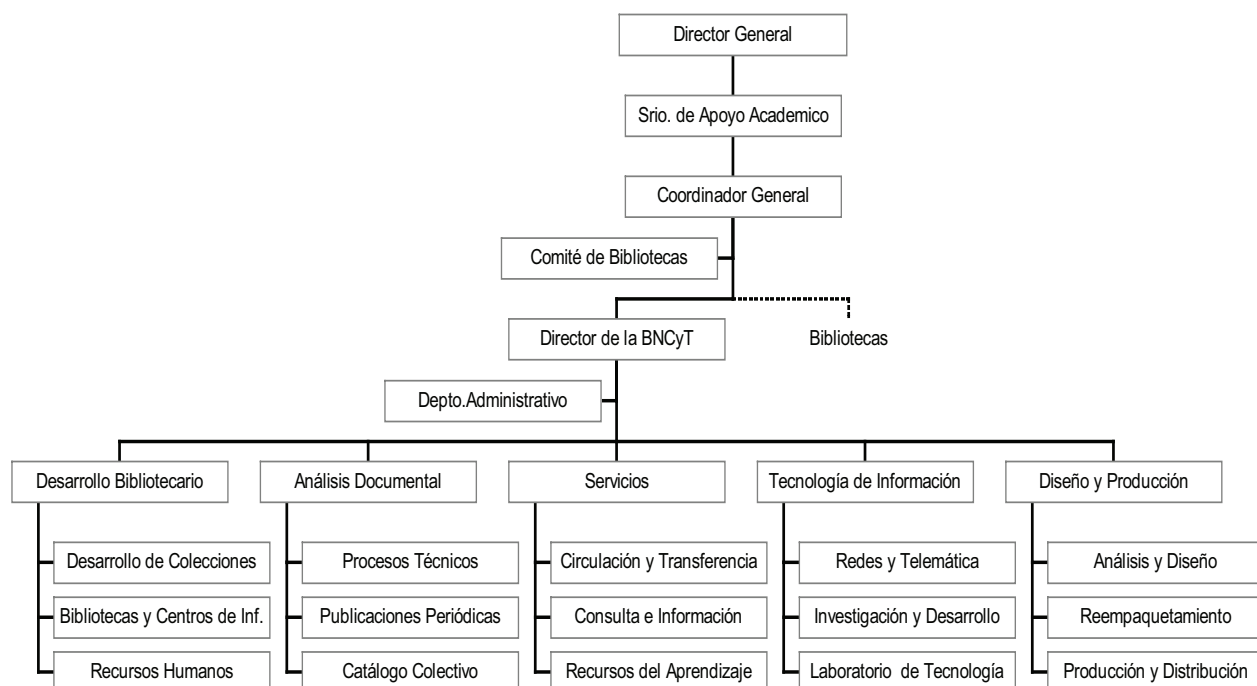 Director General
Srio. de Apoyo Academico
Coordinador General
Comité de Bibliotecas
Director de la BNCyT
Bibliotecas
Depto.Administrativo
Desarrollo Bibliotecario
Análisis Documental
Servicios
Tecnología de Información
Diseño y Producción
Desarrollo de Colecciones
Procesos Técnicos
Circulación y Transferencia
Redes y Telemática
Análisis y Diseño
Bibliotecas y Centros de Inf.
Publicaciones Periódicas
Consulta e Información
Investigación y Desarrollo
Reempaquetamiento
Recursos Humanos
Catálogo Colectivo
Recursos del Aprendizaje
Laboratorio de Tecnología
Producción y Distribución